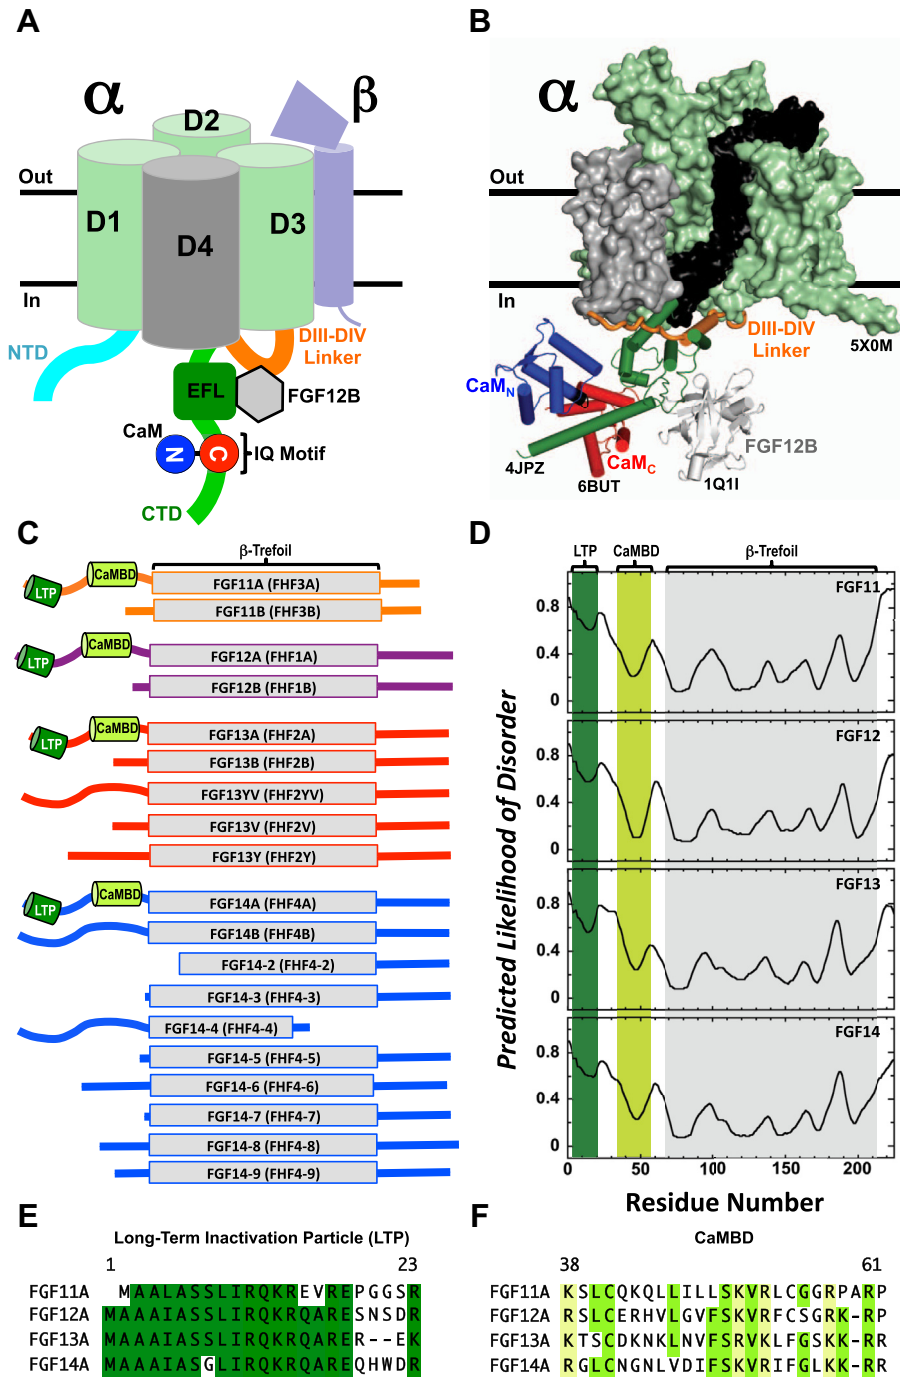 A
α
β
D2
Out
D1
D4
D3
In
NTD
DIII-DIV
Linker
EFL
FGF12B
CaM
N
C
IQ Motif
CTD
B
α
Out
In
DIII-DIV
Linker
5X0M
CaMN
FGF12B
4JPZ
CaMC
6BUT
1Q1I
C
β-Trefoil
LTP
CaMBD
FGF11A (FHF3A)
FGF11B (FHF3B)
LTP
CaMBD
FGF12A (FHF1A)
FGF12B (FHF1B)
LTP
CaMBD
FGF13A (FHF2A)
FGF13B (FHF2B)
FGF13YV (FHF2YV)
FGF13V (FHF2V)
FGF13Y (FHF2Y)
LTP
CaMBD
FGF14A (FHF4A)
FGF14B (FHF4B)
FGF14-2 (FHF4-2)
FGF14-3 (FHF4-3)
FGF14-4 (FHF4-4)
FGF14-5 (FHF4-5)
FGF14-6 (FHF4-6)
FGF14-7 (FHF4-7)
FGF14-8 (FHF4-8)
FGF14-9 (FHF4-9)
D
LTP CaMBD β-Trefoil
Predicted Likelihood of Disorder
FGF11
0.8
0.4
0
FGF12
0.8
0.4
0
FGF13
0.8
0.4
0
FGF14
0.8
0.4
0
0 50 100 150 200
Residue Number
E
Long-Term Inactivation Particle (LTP)
1 23
FGF11A MAALASSLIRQKREVREPGGSR
FGF12A MAAAIASSLIRQKRQARESNSDR
FGF13A MAAAIASSLIRQKRQARER--EK
FGF14A MAAAIASGLIRQKRQAREQHWDR
F
CaMBD
38 61
FGF11A KSLCQKQLLILLSKVRLCGGRPARP
FGF12A RSLCERHVLGVFSKVRFCSGRK-RP
FGF13A KTSCDKNKLNVFSRVKLFGSKK-RR
FGF14A RGLCNGNLVDIFSKVRIFGLKK-RR